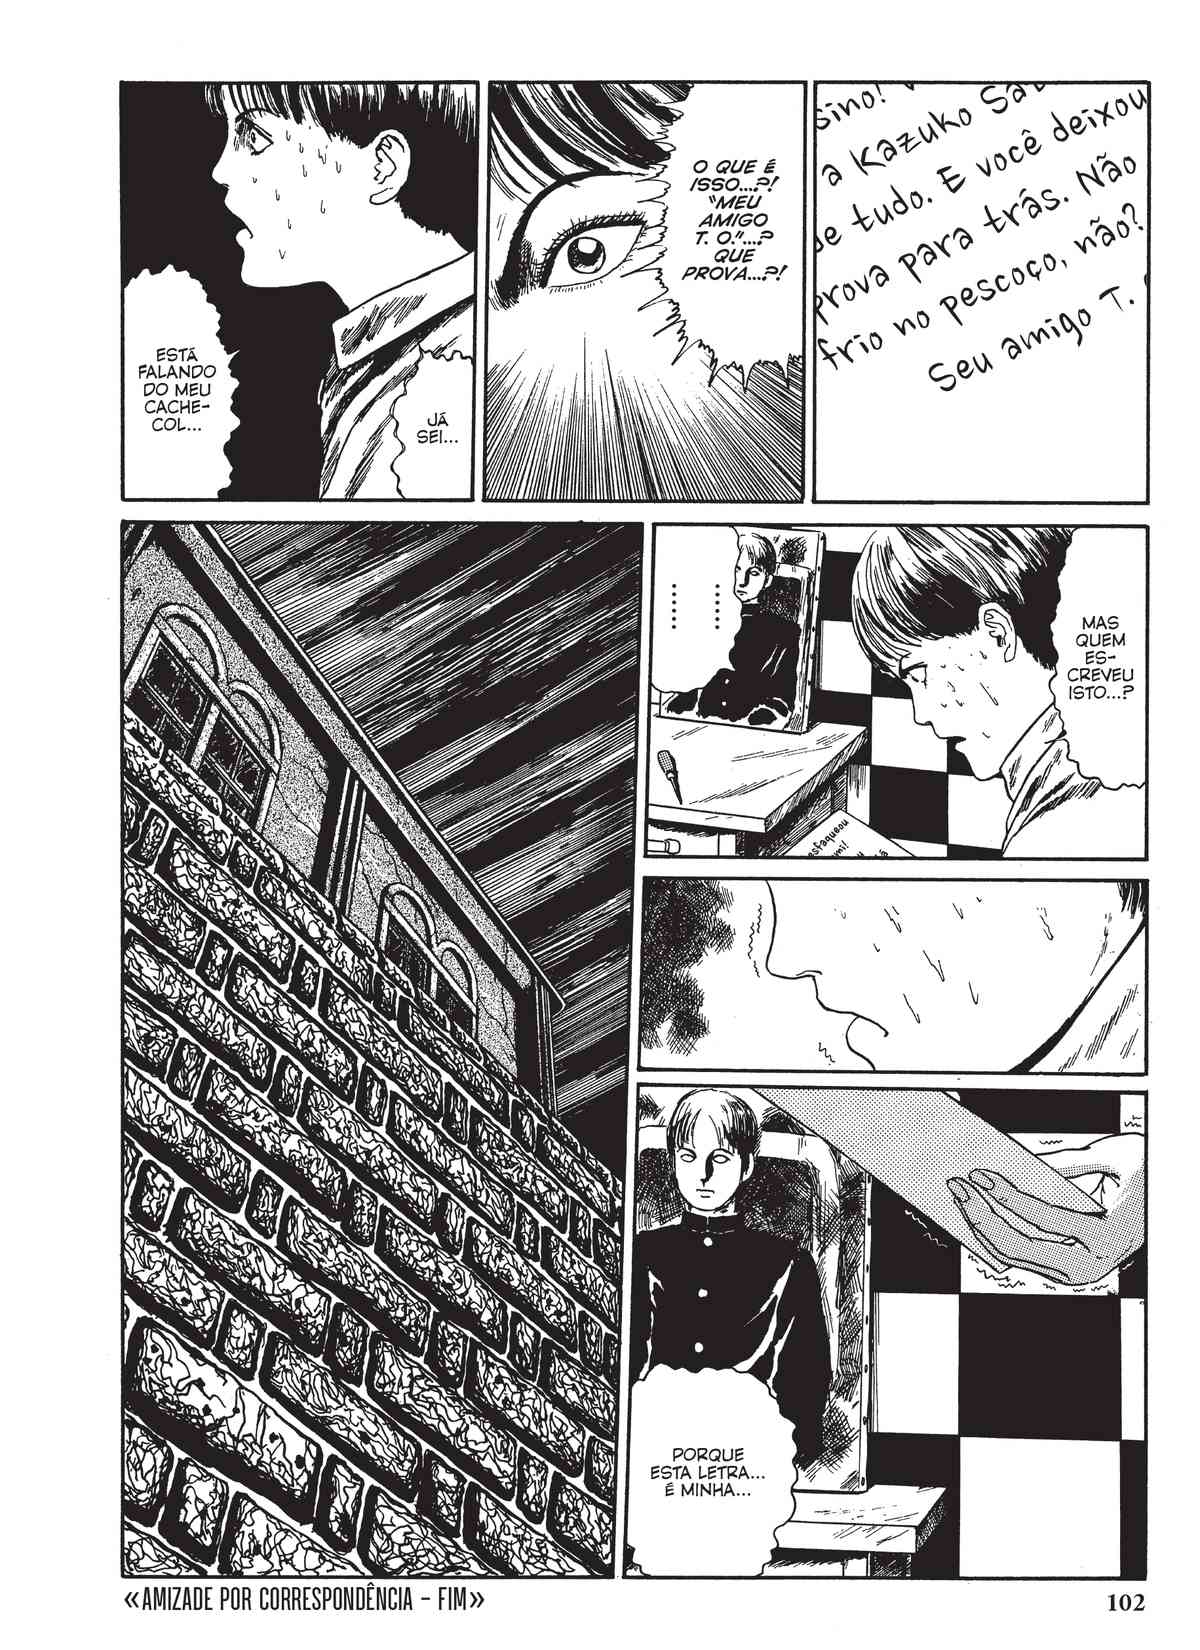 sino!
a Kazuko
de tudo. E você deixou
prova para trás. Não
frio no pescoço, não?
Seu amigo T.
O QUE É
ISSO...?!
"MEU
AMIGO
T. O."...?
QUE
PROVA...?!
JÁ
SEI...
ESTÁ
FALANDO
DO MEU
CACHE-
COL...
MAS
QUEM
ES-
CREVEU
ISTO...?
.......
......
esfaqueou
PORQUE
ESTA LETRA...
É MINHA...
«AMIZADE POR CORRESPONDÊNCIA – FIM»
102